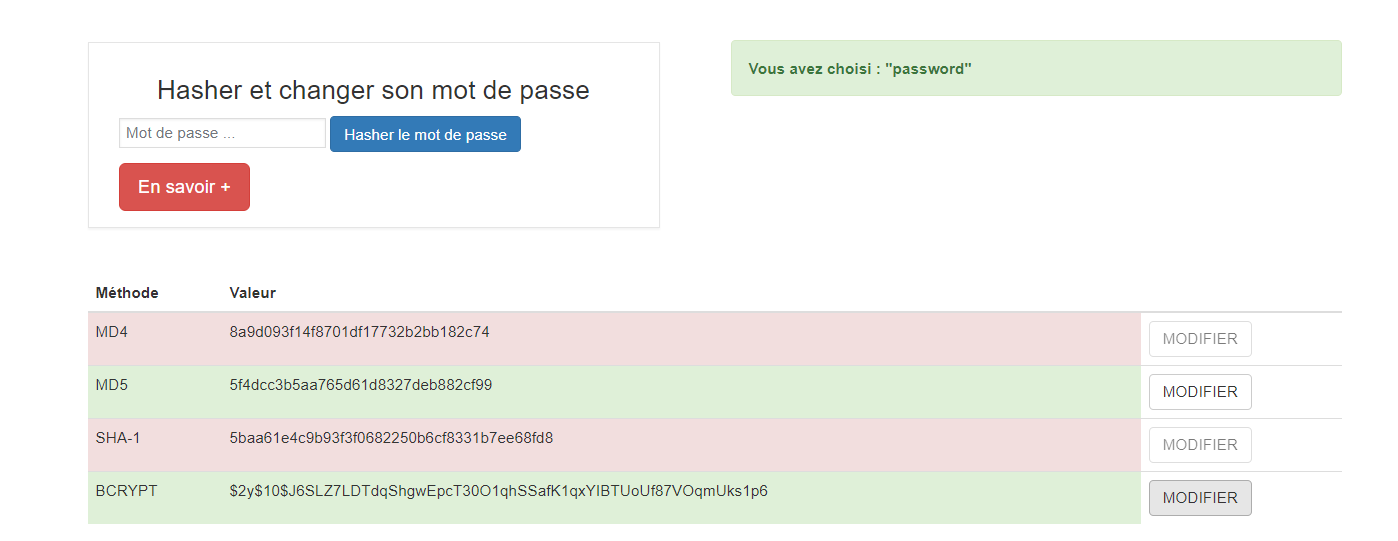 Hasher et changer son mot de passe
Mot de passe ... Hasher le mot de passe
En savoir +
Vous avez choisi : "password"
Méthode Valeur
MD4 8a9d093f14f8701df17732b2bb182c74 MODIFIER
MD5 5f4dcc3b5aa765d61d8327deb882cf99 MODIFIER
SHA-1 5baa61e4c9b93f3f0682250b6cf8331b7ee68fd8 MODIFIER
BCRYPT $2y$10$J6SLZ7LDTdqShgwEpcT30O1qhSSafK1qxYIBTUoUf87VOqmUks1p6 MODIFIER